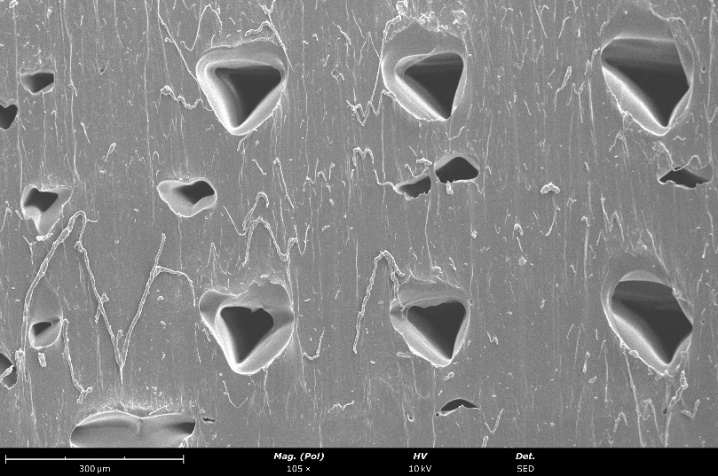 Mag. (Pol) HV Det.
300 µm 105 × 10 kV SED